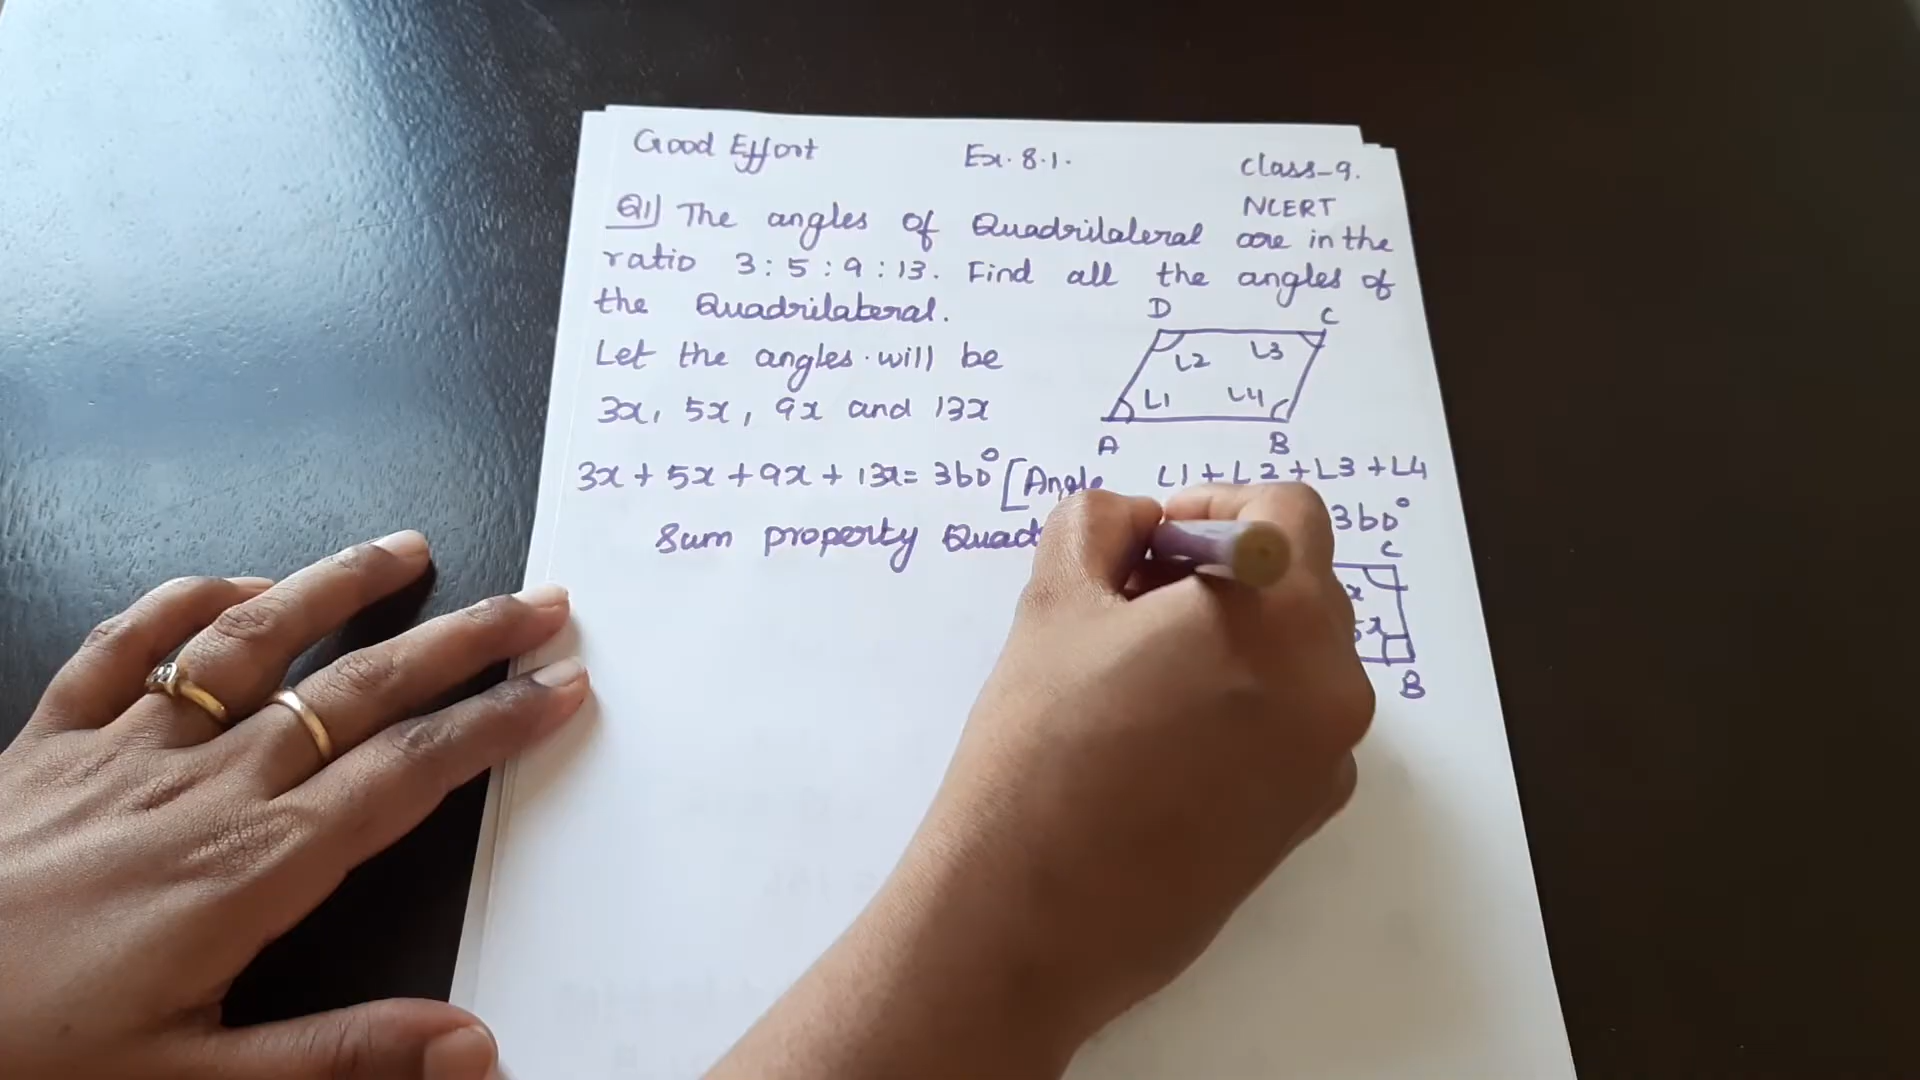 Good Effort Ex. 8.1. Class-9.
NCERT
Q1) The angles of Quadrilateral are in the
ratio 3 : 5 : 9 : 13. Find all the angles of
the Quadrilateral.
D C
∠2 ∠3
∠1 ∠4
A B
Let the angles will be
3x, 5x, 9x and 13x
3x + 5x + 9x + 13x = 360° [Angle
Sum property Quad
∠1 + ∠2 + ∠3 + ∠4
360°
C
x
5x
B